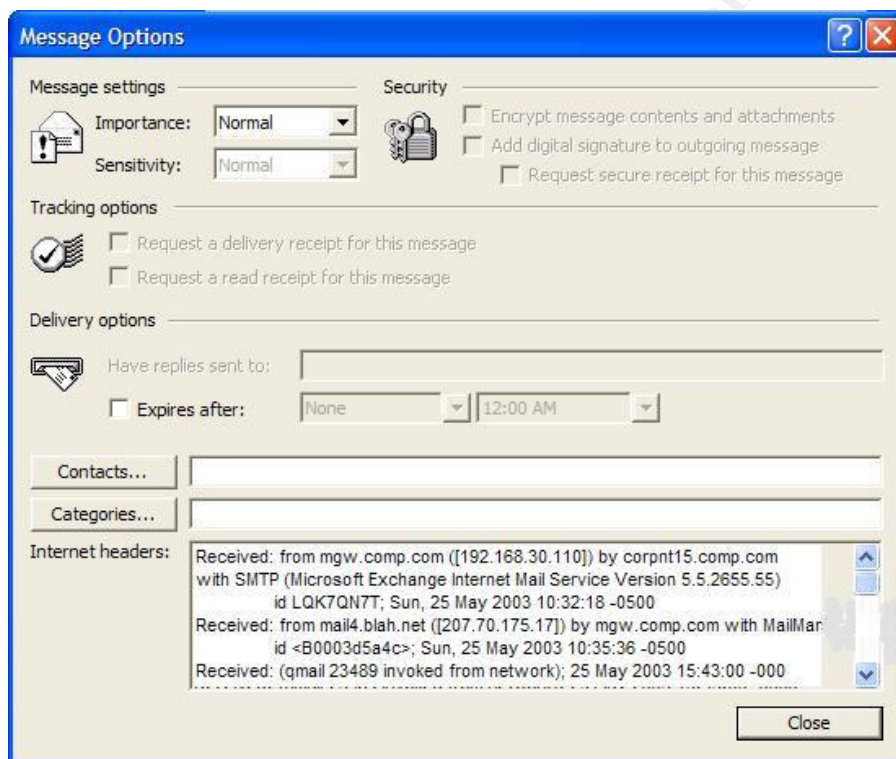 Message Options
Message settings
Security
Importance: Normal
Encrypt message contents and attachments
Sensitivity: Normal
Add digital signature to outgoing message
Request secure receipt for this message
Tracking options
Request a delivery receipt for this message
Request a read receipt for this message
Delivery options
Have replies sent to:
Expires after: None 12:00 AM
Contacts...
Categories...
Internet headers:
Received: from mgw.comp.com ([192.168.30.110]) by corpnt15.comp.com
with SMTP (Microsoft Exchange Internet Mail Service Version 5.5.2655.55)
id LQK7QN7T; Sun, 25 May 2003 10:32:18 -0500
Received: from mail4.blah.net ([207.70.175.17]) by mgw.comp.com with MailMar
id <B0003d5a4c>; Sun, 25 May 2003 10:35:36 -0500
Received: (qmail 23489 invoked from network); 25 May 2003 15:43:00 -000
Close